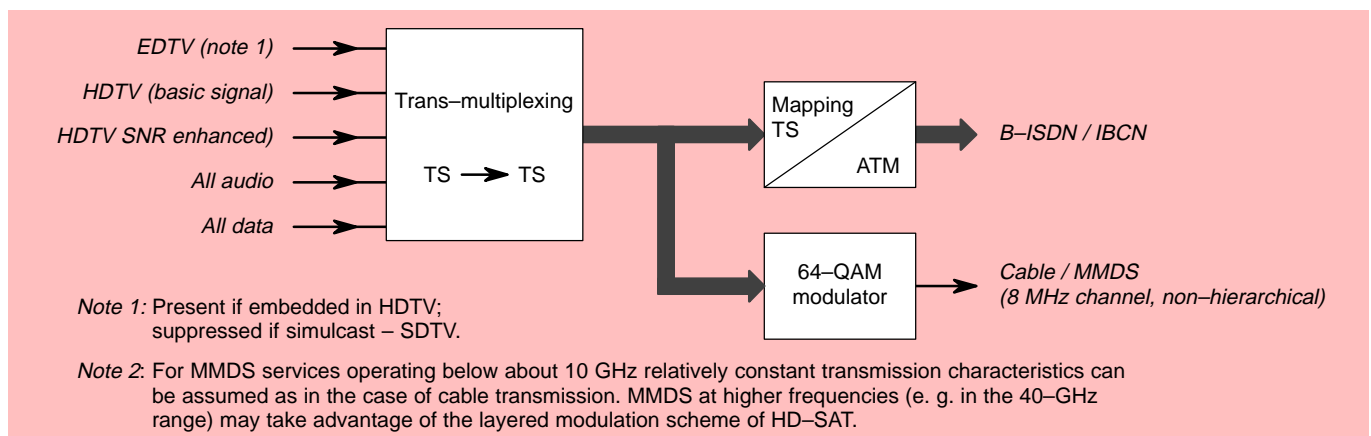 EDTV (note 1)
HDTV (basic signal)
HDTV SNR enhanced)
All audio
All data
Trans–multiplexing
TS TS
Mapping
TS
ATM
B–ISDN / IBCN
64–QAM
modulator
Cable / MMDS
(8 MHz channel, non–hierarchical)
Note 1: Present if embedded in HDTV;
suppressed if simulcast – SDTV.
Note 2: For MMDS services operating below about 10 GHz relatively constant transmission characteristics can
be assumed as in the case of cable transmission. MMDS at higher frequencies (e. g. in the 40–GHz
range) may take advantage of the layered modulation scheme of HD–SAT.